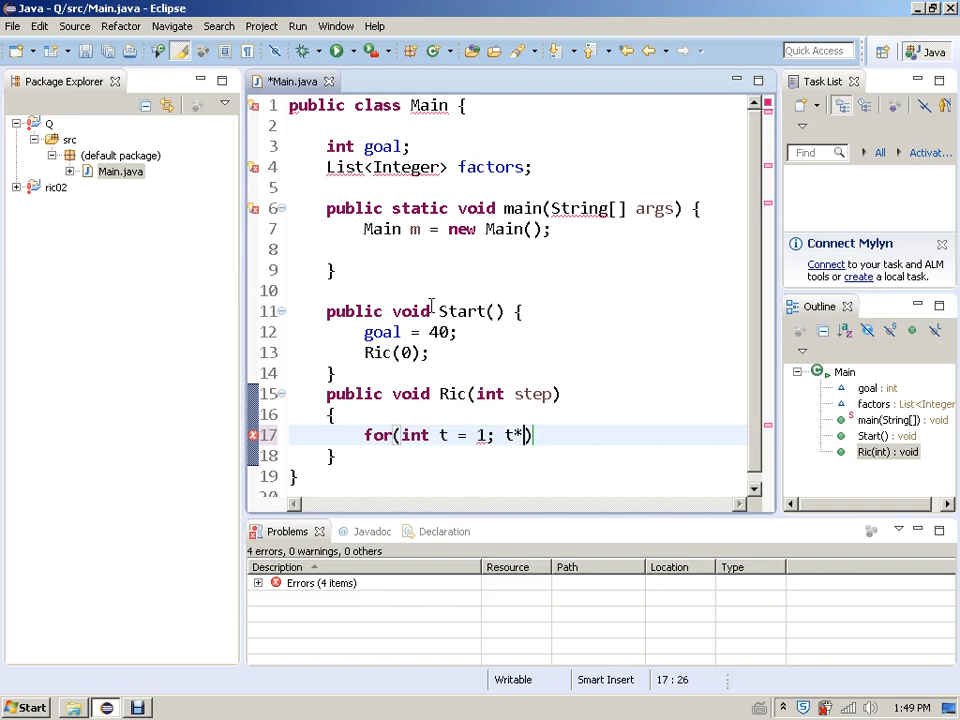 Java - Q/src/Main.java - Eclipse
File Edit Source Refactor Navigate Search Project Run Window Help
Quick Access
Java
Package Explorer
*Main.java
Task List
Q
src
(default package)
Main.java
ric02
1 public class Main {
2
3 int goal;
4 List<Integer> factors;
5
6 public static void main(String[] args) {
7 Main m = new Main();
8
9 }
10
11 public void Start() {
12 goal = 40;
13 Ric(0);
14 }
15 public void Ric(int step)
16 {
17 for(int t = 1; t*)
18 }
19 }
20
Find
All
Activat...
Connect Mylyn
Connect to your task and ALM
tools or create a local task.
Outline
Main
goal : int
factors : List<Integer
main(String[]) : void
Start() : void
Ric(int) : void
Problems
@ Javadoc
Declaration
4 errors, 0 warnings, 0 others
Description Resource Path Location Type
Errors (4 items)
Writable Smart Insert 17 : 26
Start
1:49 PM